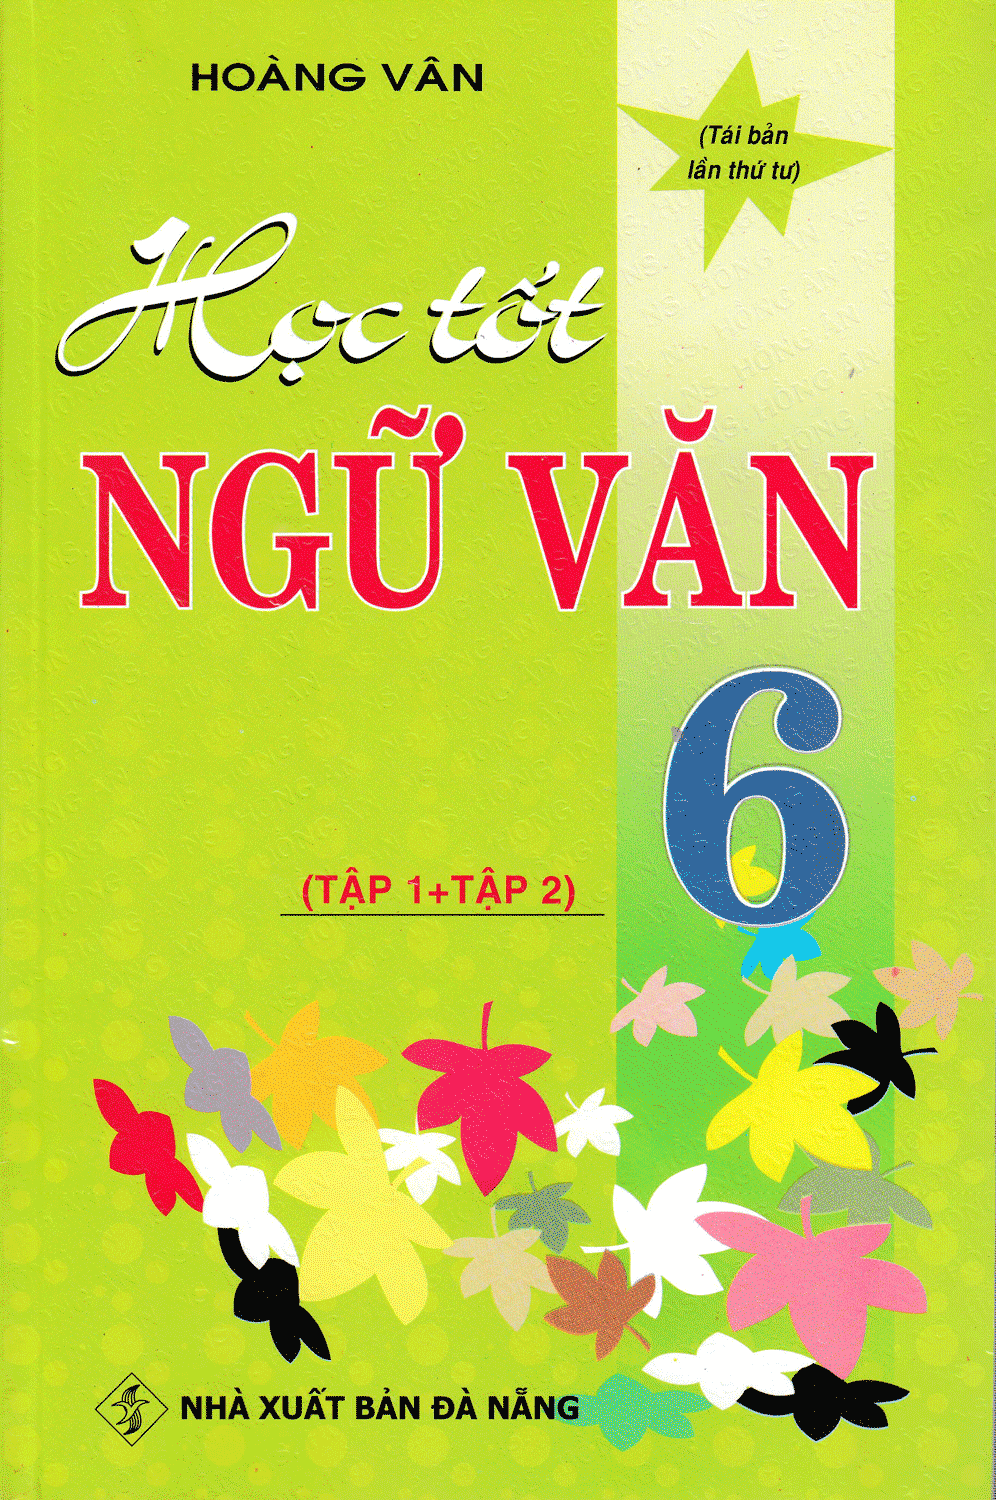 HOÀNG VÂN
(Tái bản
lần thứ tư)
Học tốt
NGỮ VĂN
6
(TẬP 1+TẬP 2)
NHÀ XUẤT BẢN ĐÀ NẴNG